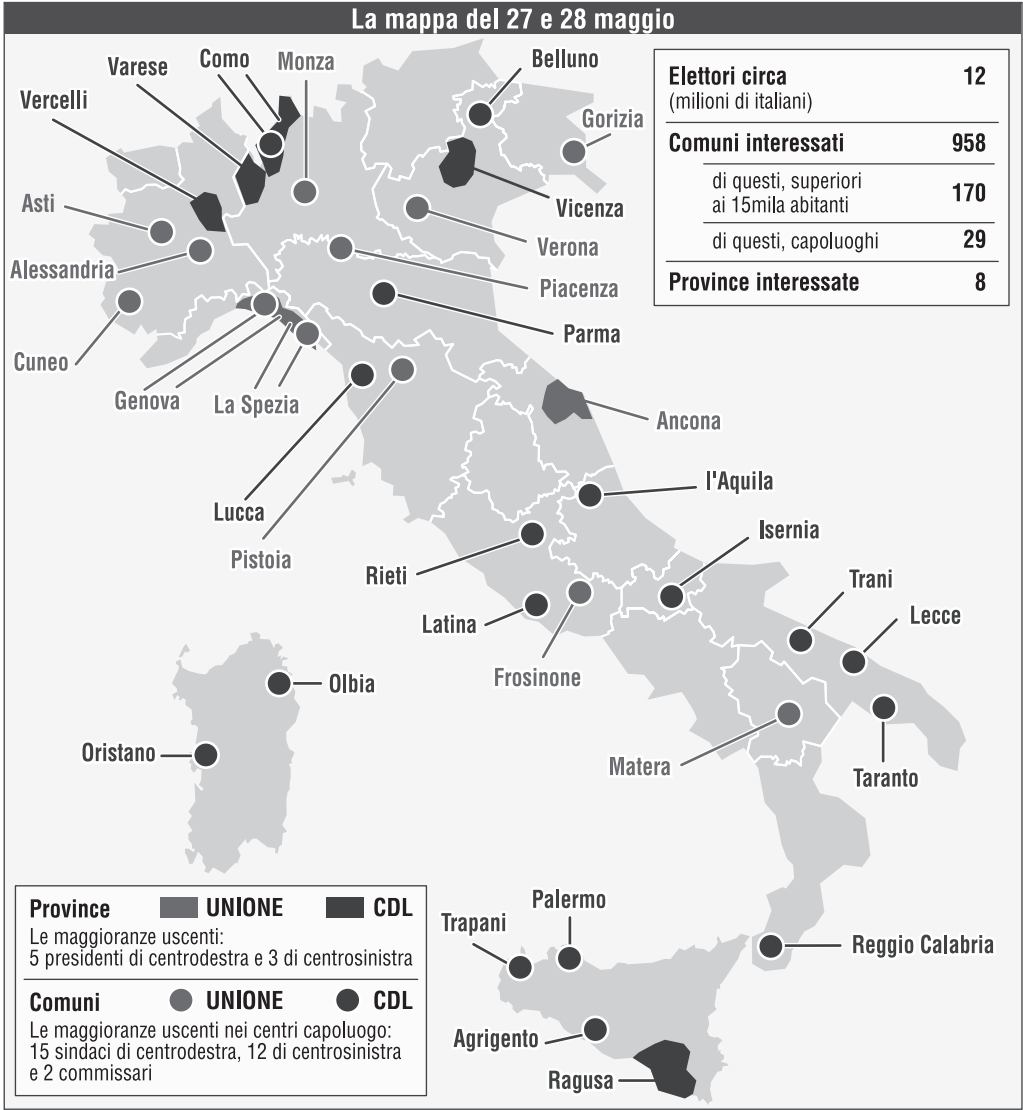 La mappa del 27 e 28 maggio
Elettori circa 12
(milioni di italiani)
Comuni interessati 958
di questi, superiori
ai 15mila abitanti 170
di questi, capoluoghi 29
Province interessate 8
Como
Monza
Belluno
Varese
Vercelli
Gorizia
Asti
Vicenza
Verona
Alessandria
Piacenza
Parma
Cuneo
Genova
La Spezia
Ancona
l'Aquila
Lucca
Isernia
Pistoia
Rieti
Trani
Lecce
Latina
Frosinone
Olbia
Oristano
Matera
Taranto
Palermo
Trapani
Reggio Calabria
Agrigento
Ragusa
Province UNIONE CDL
Le maggioranze uscenti:
5 presidenti di centrodestra e 3 di centrosinistra
Comuni UNIONE CDL
Le maggioranze uscenti nei centri capoluogo:
15 sindaci di centrodestra, 12 di centrosinistra
e 2 commissari